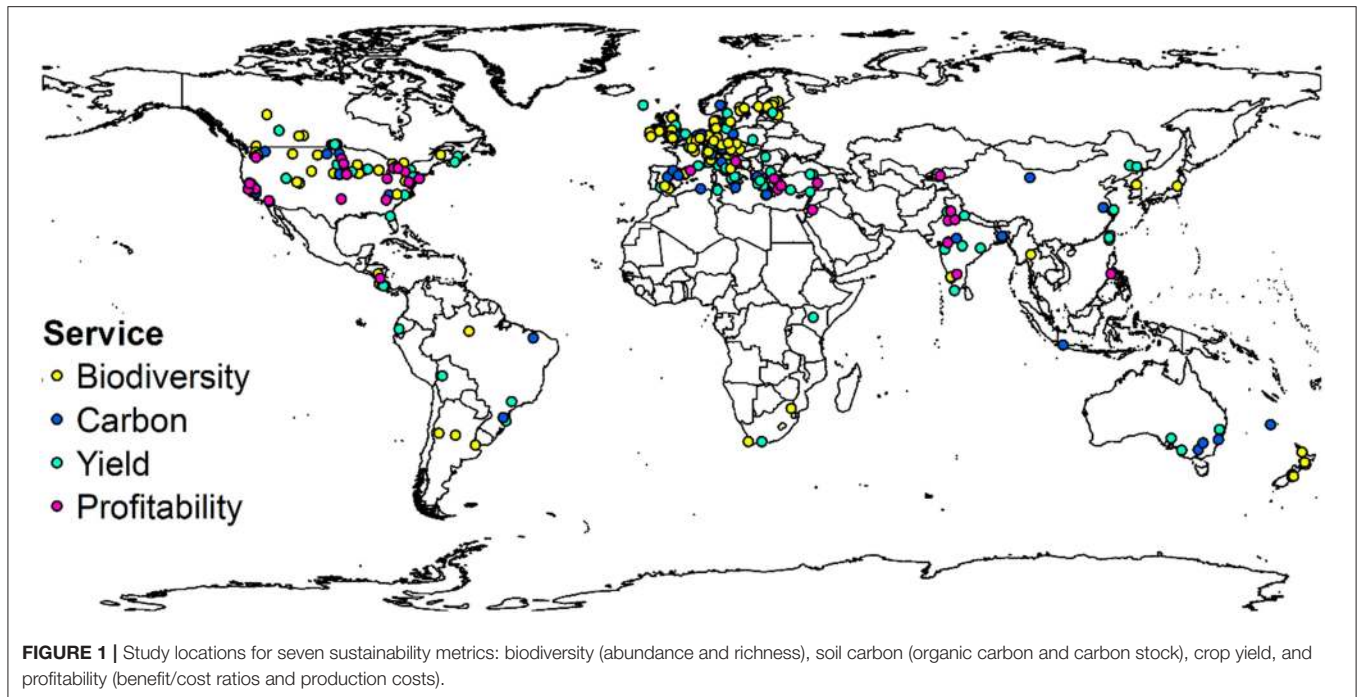 Service
Biodiversity
Carbon
Yield
Profitability
FIGURE 1 | Study locations for seven sustainability metrics: biodiversity (abundance and richness), soil carbon (organic carbon and carbon stock), crop yield, and
profitability (benefit/cost ratios and production costs).